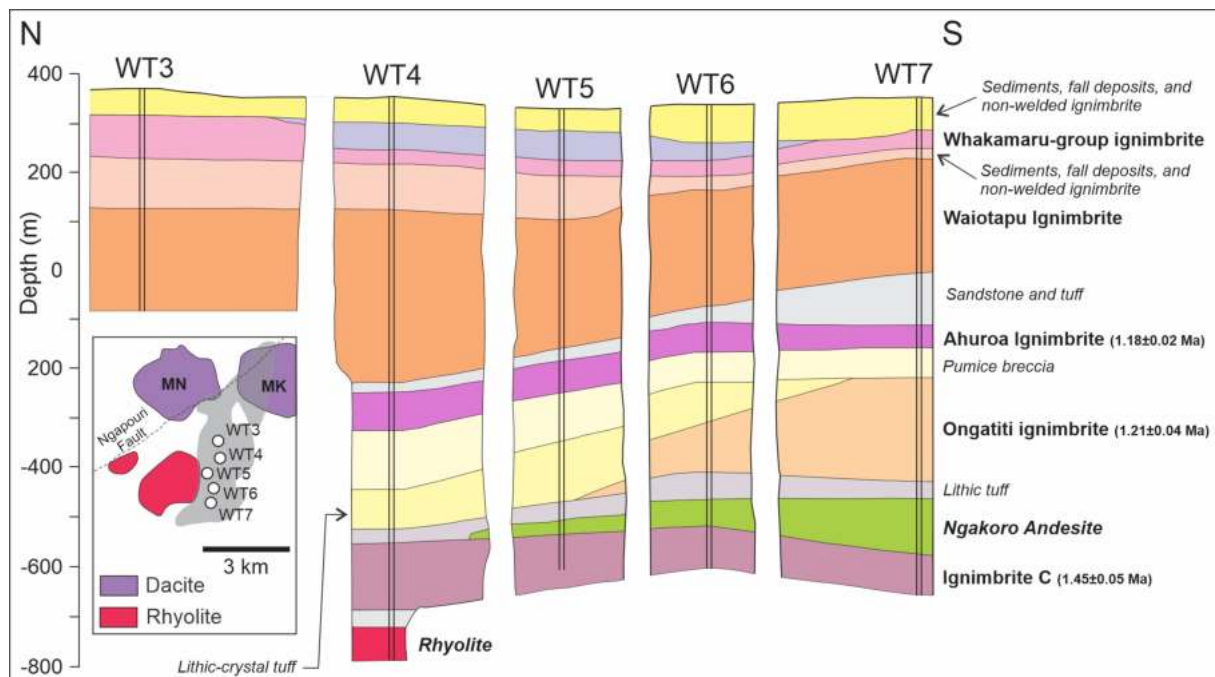 N
S
WT3
WT4
WT5
WT6
WT7
Depth (m)
400
200
0
200
-400
-600
-800
Sediments, fall deposits, and
non-welded ignimbrite
Whakamaru-group ignimbrite
Sediments, fall deposits, and
non-welded ignimbrite
Waiotapu Ignimbrite
Sandstone and tuff
Ahuroa Ignimbrite (1.18±0.02 Ma)
Pumice breccia
Ongatiti ignimbrite (1.21±0.04 Ma)
Lithic tuff
Ngakoro Andesite
Ignimbrite C (1.45±0.05 Ma)
Rhyolite
Lithic-crystal tuff
MN
MK
Ngapouri
Fault
WT3
WT4
WT5
WT6
WT7
3 km
Dacite
Rhyolite